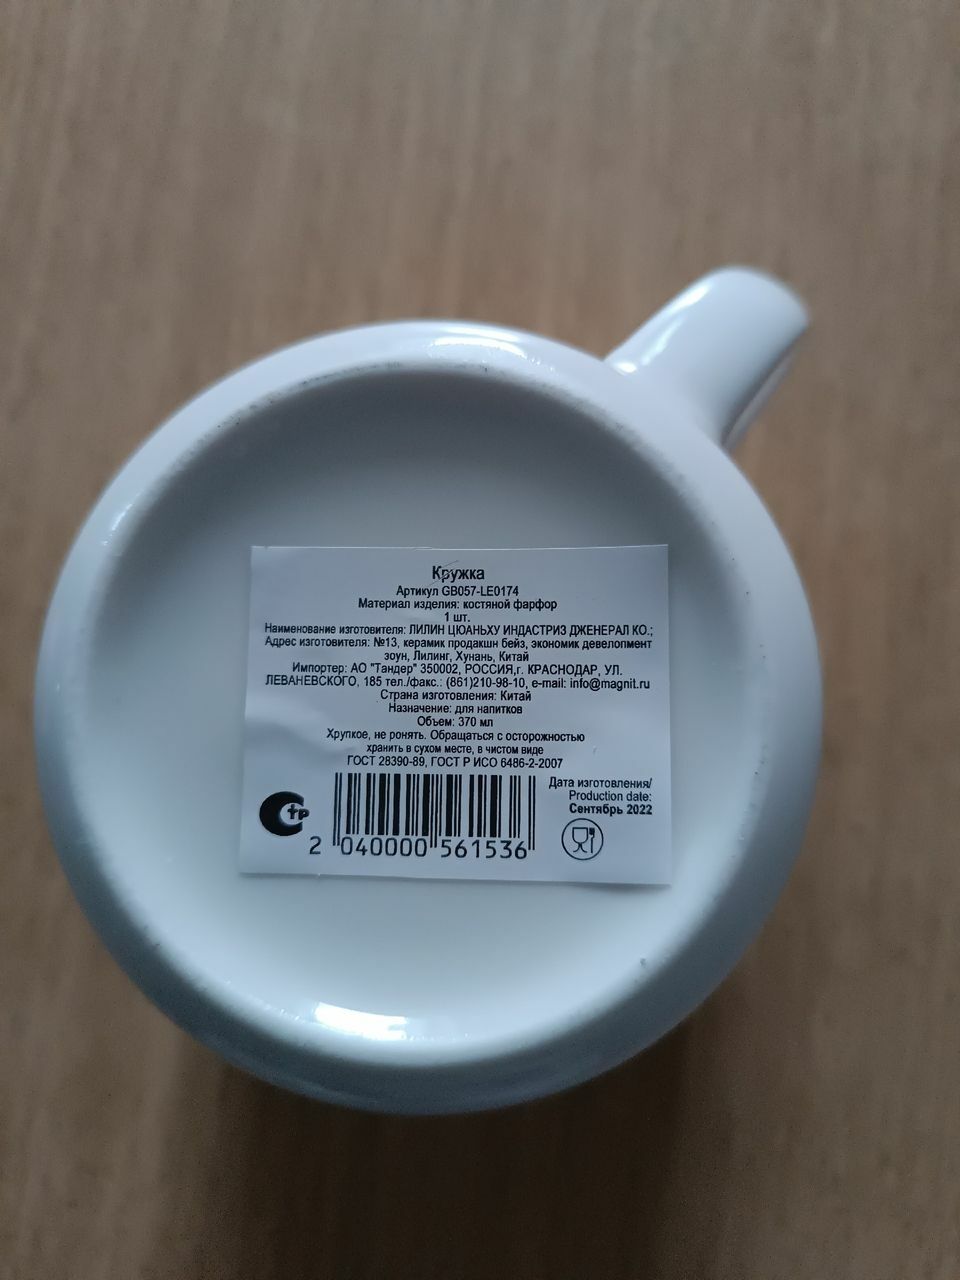 Кружка
Артикул GB057-LE0174
Материал изделия: костяной фарфор
1 шт.
Наименование изготовителя: ЛИЛИН ЦЮАНЬХУ ИНДАСТРИЗ ДЖЕНЕРАЛ КО.;
Адрес изготовителя: №13, керамик продакшн бейз, экономик девелопмент
зоун, Лилинг, Хунань, Китай
Импортер: АО "Тандер" 350002, РОССИЯ,г. КРАСНОДАР, УЛ.
ЛЕВАНЕВСКОГО, 185 тел./факс.: (861)210-98-10, e-mail: info@magnit.ru
Страна изготовления: Китай
Назначение: для напитков
Объем: 370 мл
Хрупкое, не ронять. Обращаться с осторожностью
хранить в сухом месте, в чистом виде
ГОСТ 28390-89, ГОСТ Р ИСО 6486-2-2007
Дата изготовления/
Production date:
Сентябрь 2022
Стр
2 040000 561536